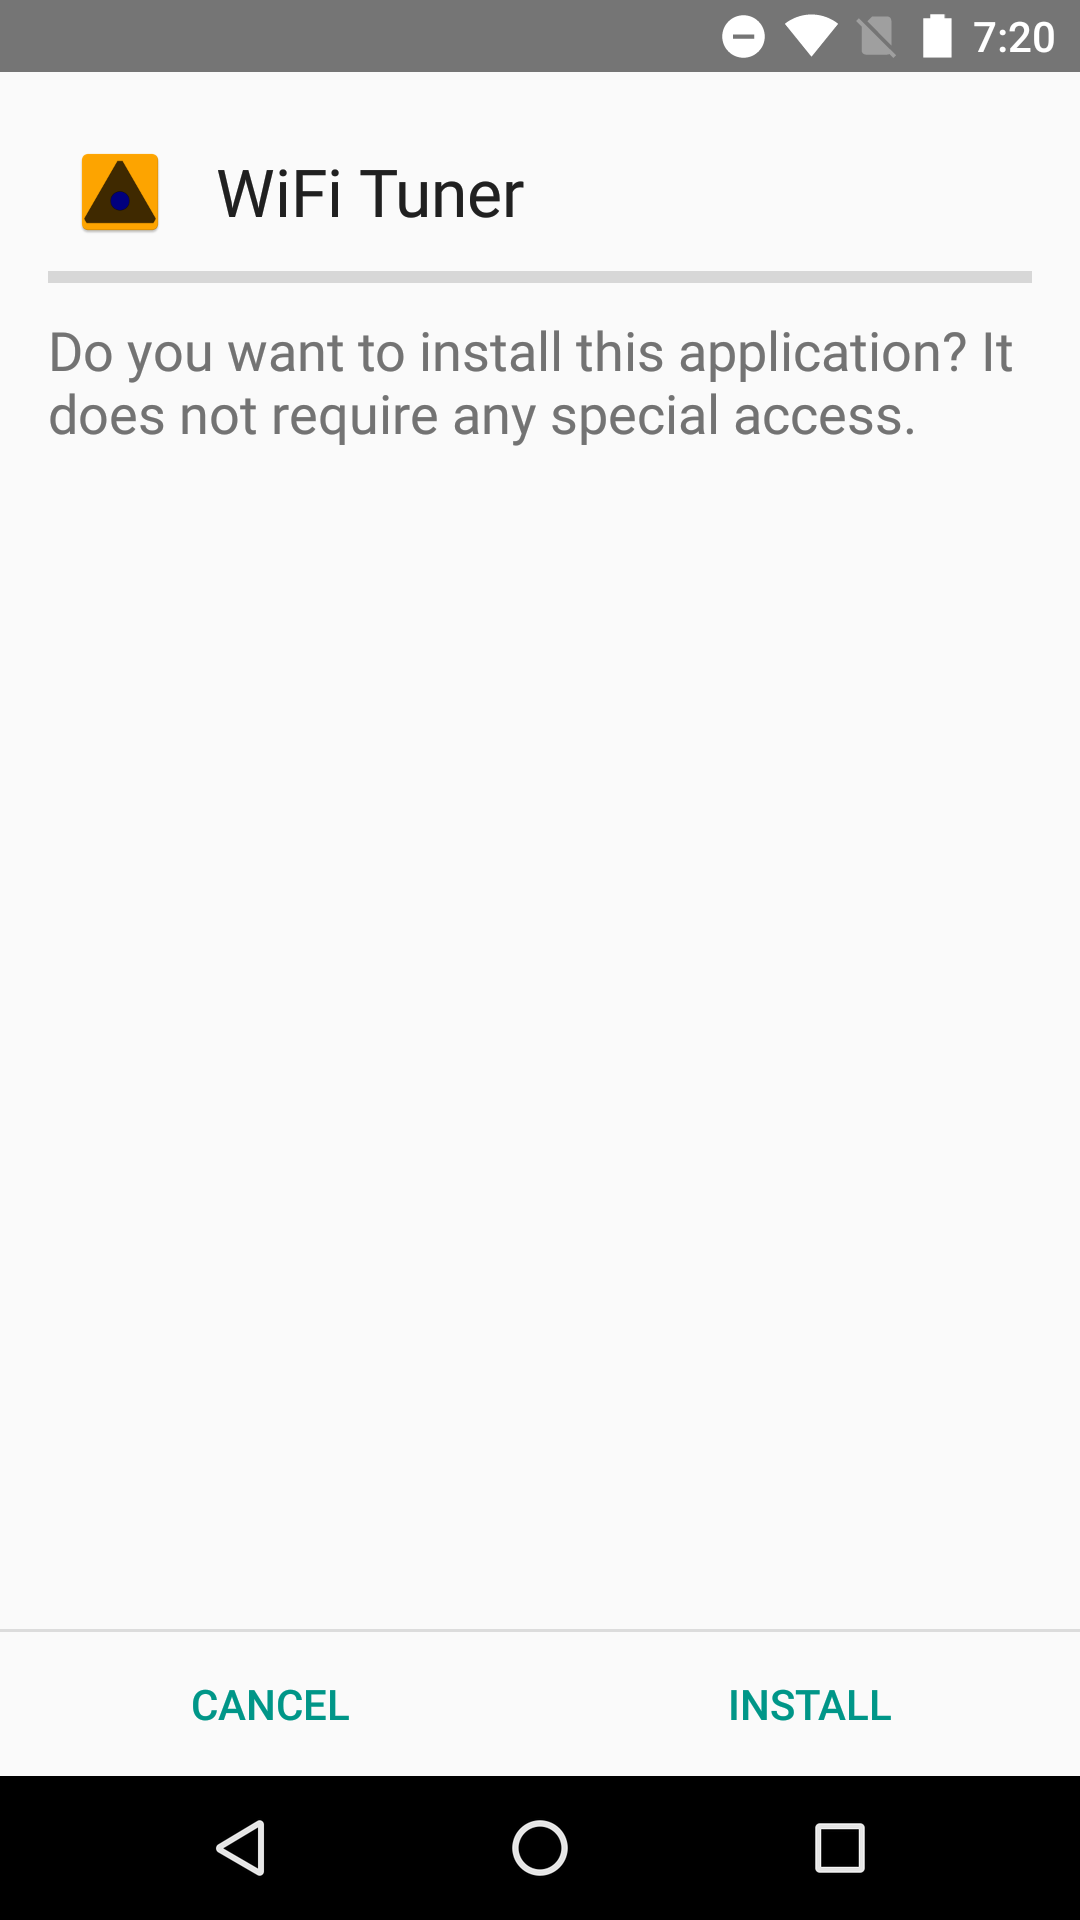 7:20
WiFi Tuner
Do you want to install this application? It
does not require any special access.
CANCEL
INSTALL